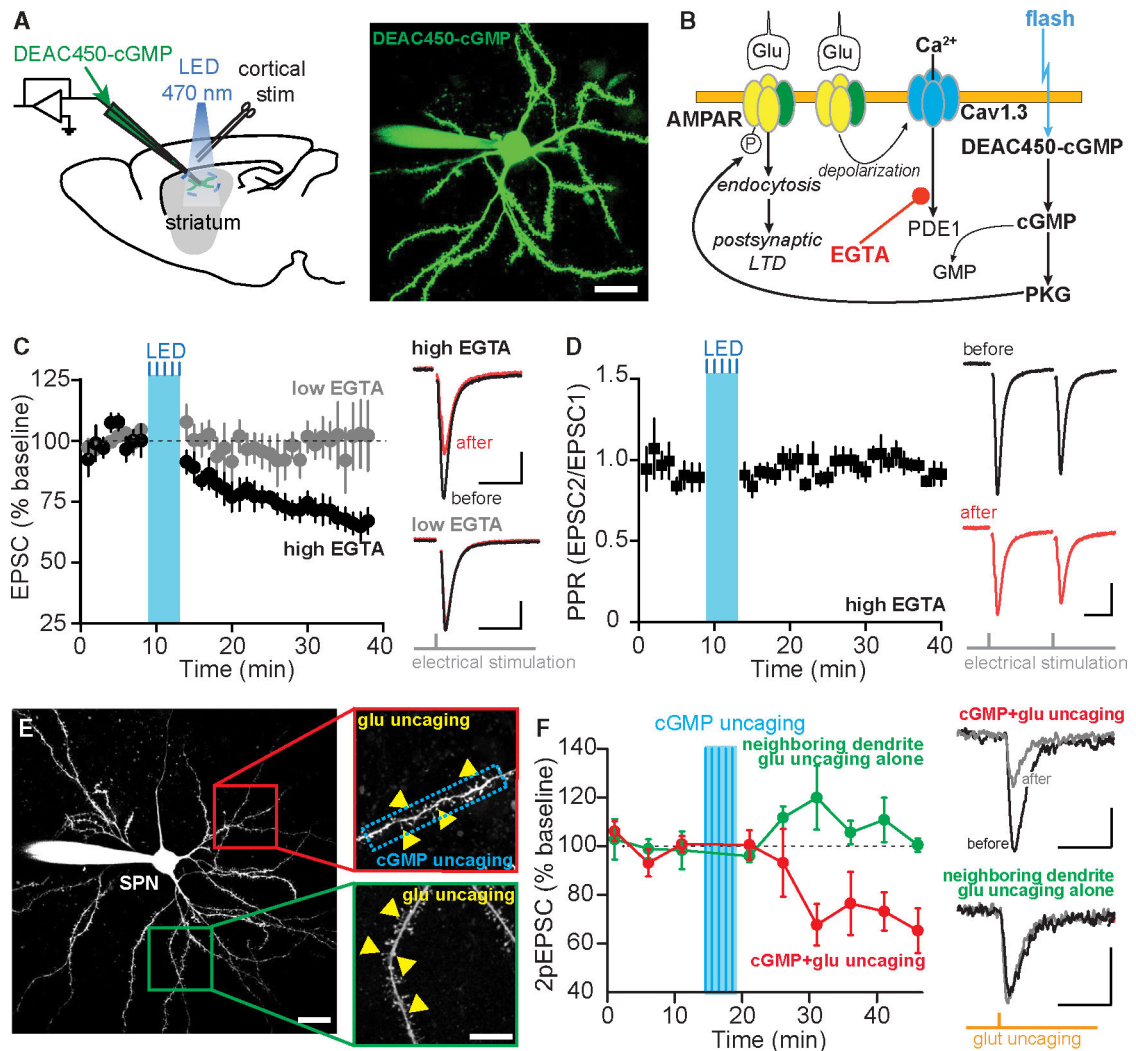 A
DEAC450-cGMP
LED
470 nm
cortical
stim
striatum
DEAC450-cGMP
B
flash
Glu
Glu
Ca2+
AMPAR
Cav1.3
P
DEAC450-cGMP
depolarization
endocytosis
PDE1
cGMP
postsynaptic
LTD
EGTA
GMP
PKG
C
LED
EPSC (% baseline)
125
100
75
50
25
0
10
20
30
40
Time (min)
low EGTA
high EGTA
high EGTA
after
before
low EGTA
electrical stimulation
D
LED
PPR (EPSC2/EPSC1)
1.5
1.0
0.5
0
0
10
20
30
40
Time (min)
high EGTA
before
after
electrical stimulation
E
SPN
glu uncaging
cGMP uncaging
glu uncaging
F
cGMP uncaging
2pEPSC (% baseline)
140
120
100
80
60
40
0
10
20
30
40
Time (min)
neighboring dendrite
glu uncaging alone
cGMP+glu uncaging
cGMP+glu uncaging
after
before
neighboring dendrite
glu uncaging alone
glut uncaging